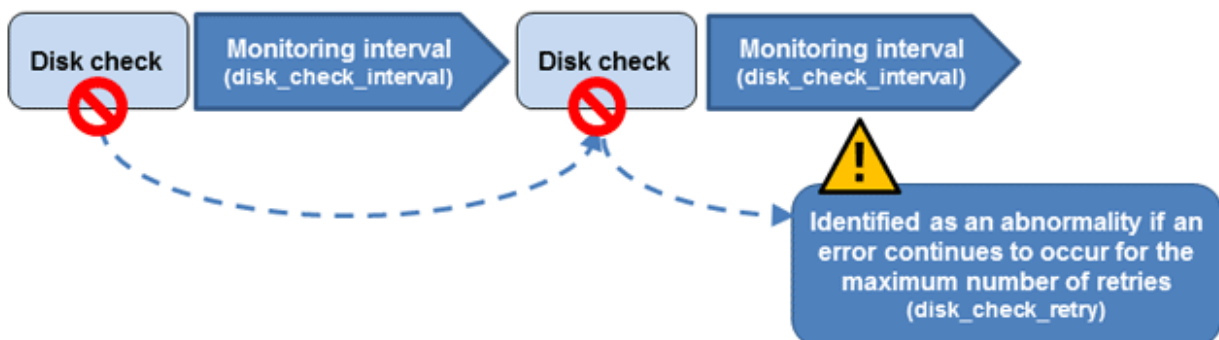 Disk check
Monitoring interval
(disk_check_interval)
Disk check
Monitoring interval
(disk_check_interval)
!
Identified as an abnormality if an
error continues to occur for the
maximum number of retries
(disk_check_retry)